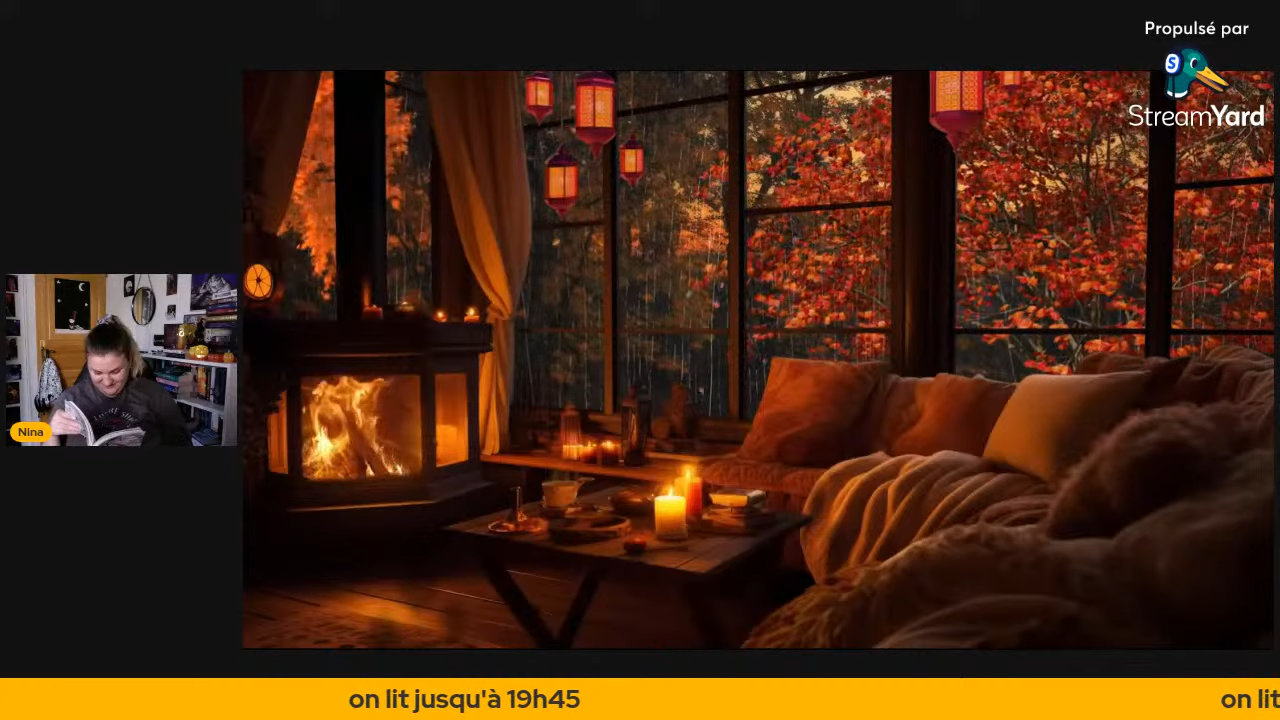 Propulsé par
StreamYard
Nina
on lit jusqu'à 19h45
on lit